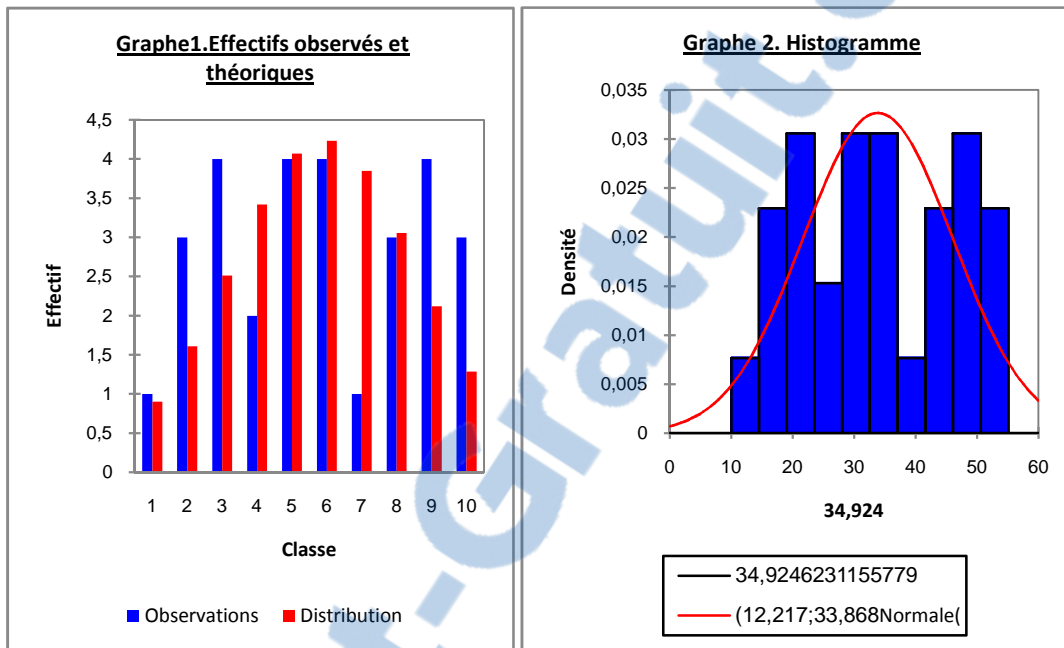 Graphe1.Effectifs observés et
théoriques
4,5
4
3,5
3
2,5
2
1,5
1
0,5
0
Effectif
1 2 3 4 5 6 7 8 9 10
Classe
Observations Distribution
Graphe 2. Histogramme
0,035
0,03
0,025
0,02
0,015
0,01
0,005
0
Densité
0 10 20 30 40 50 60
34,924
34,9246231155779
(12,217;33,868Normale(